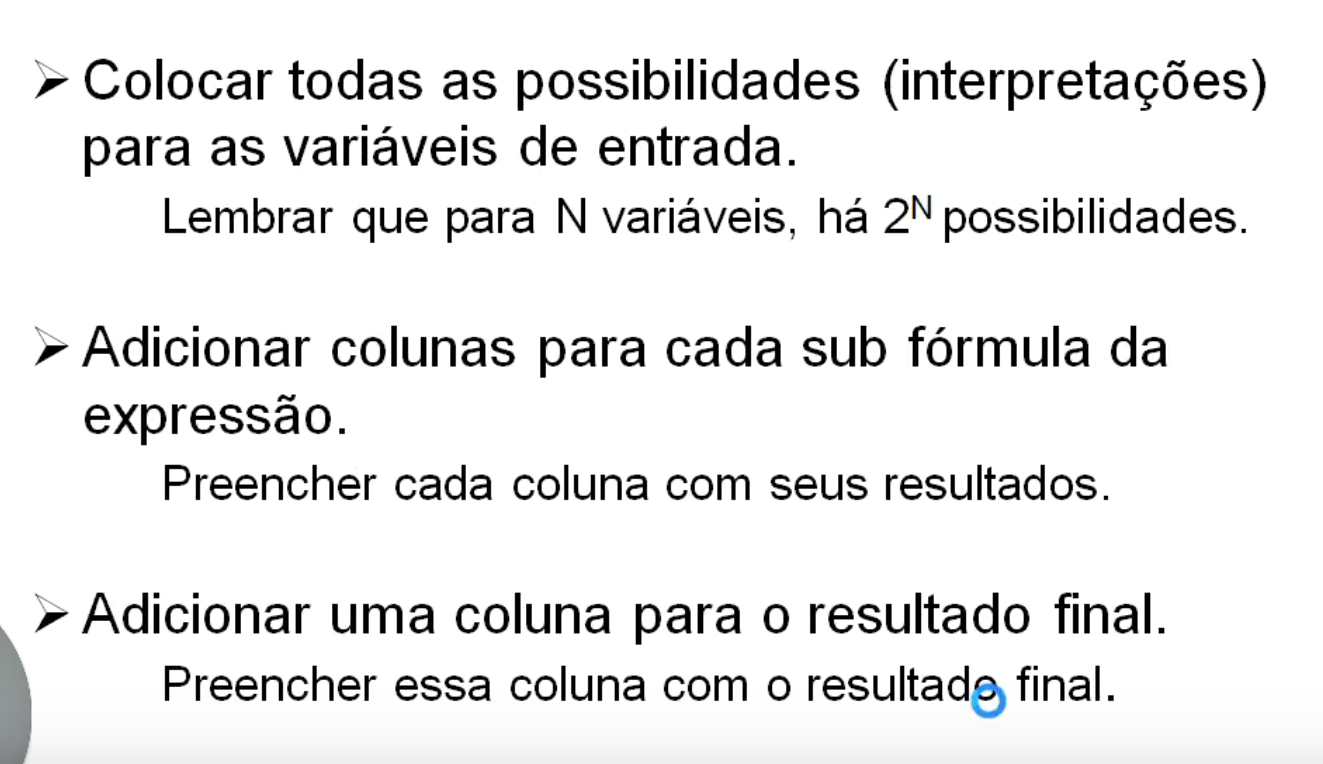 ➢ Colocar todas as possibilidades (interpretações)
para as variáveis de entrada.
Lembrar que para N variáveis, há 2ᴺ possibilidades.
➢ Adicionar colunas para cada sub fórmula da
expressão.
Preencher cada coluna com seus resultados.
➢ Adicionar uma coluna para o resultado final.
Preencher essa coluna com o resultado final.